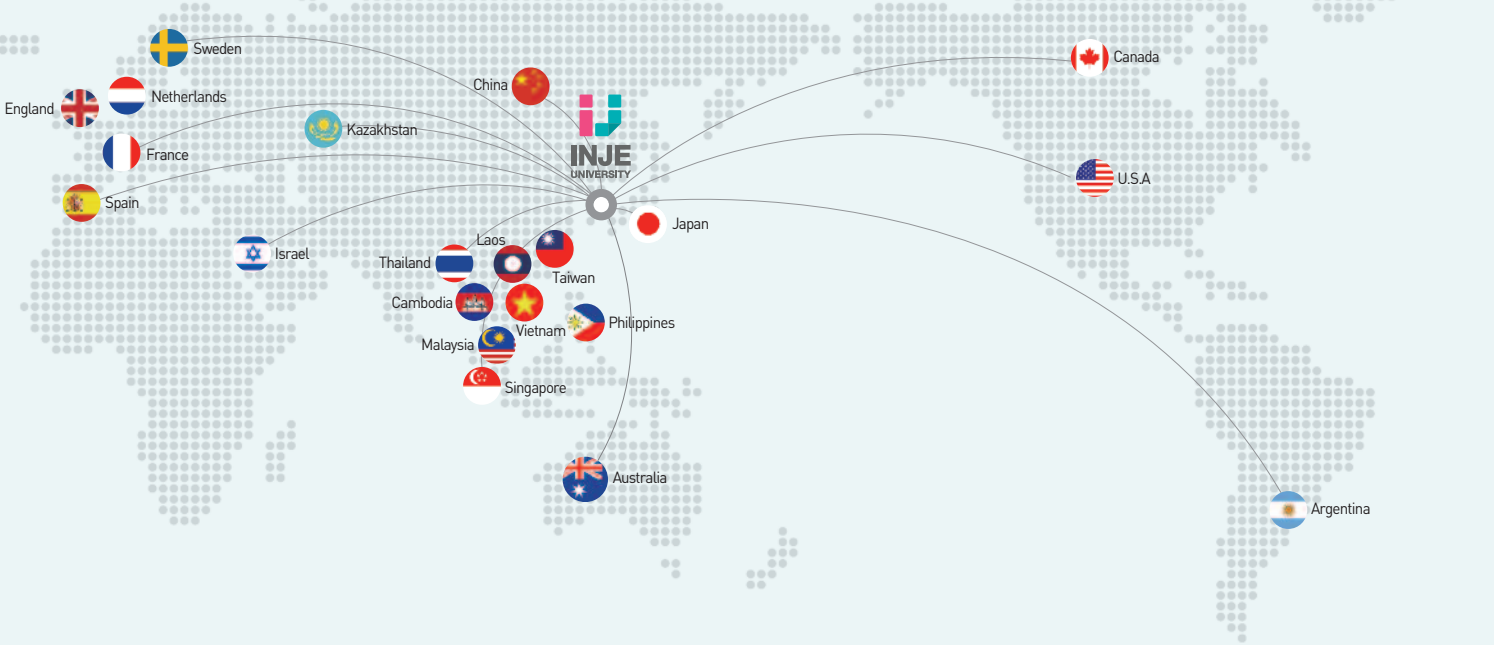 Sweden
Canada
China
Netherlands
England
Kazakhstan
INJE
UNIVERSITY
France
U.S.A
Spain
Japan
Laos
Israel
Thailand
Taiwan
Cambodia
Philippines
Vietnam
Malaysia
Singapore
Australia
Argentina